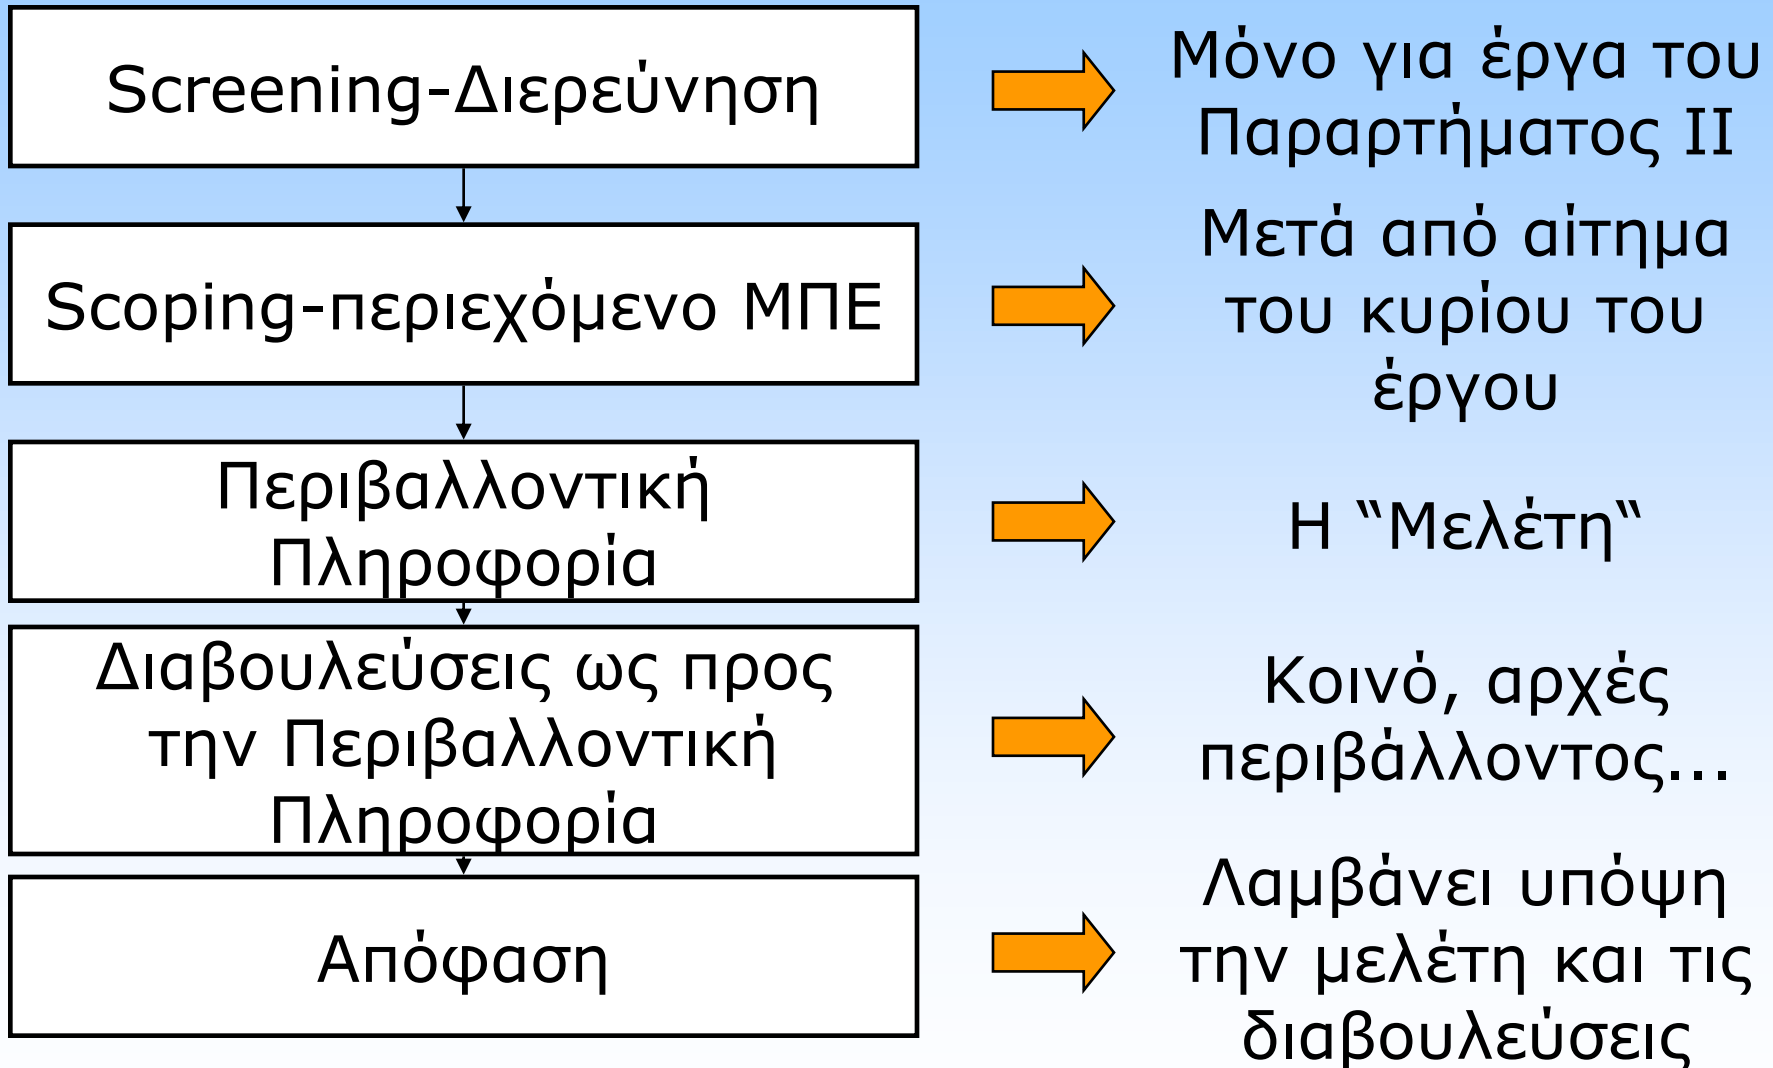 Screening-Διερεύνηση
Μόνο για έργα του
Παραρτήματος ΙΙ
Scoping-περιεχόμενο ΜΠΕ
Μετά από αίτημα
του κυρίου του
έργου
Περιβαλλοντική
Πληροφορία
Η “Μελέτη“
Διαβουλεύσεις ως προς
την Περιβαλλοντική
Πληροφορία
Κοινό, αρχές
περιβάλλοντος...
Απόφαση
Λαμβάνει υπόψη
την μελέτη και τις
διαβουλεύσεις